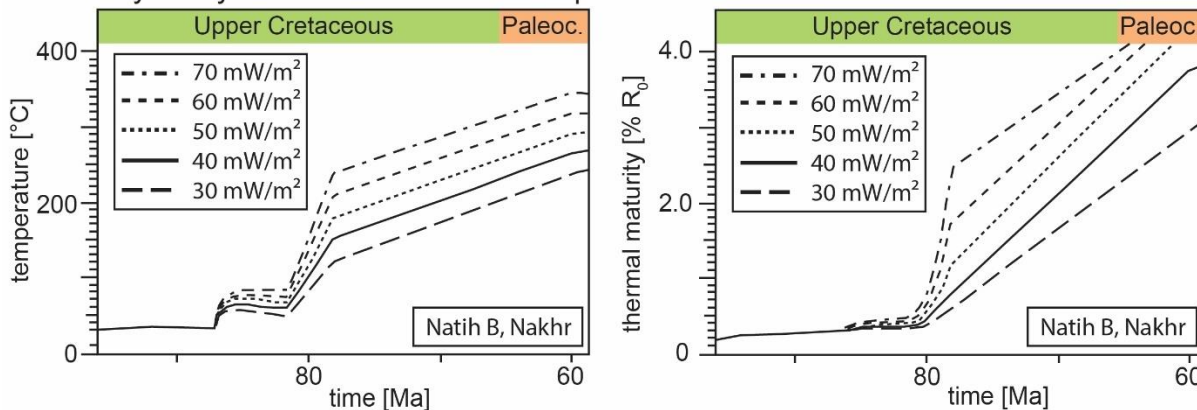 Upper Cretaceous
Paleoc.
400
200
0
temperature [°C]
70 mW/m²
60 mW/m²
50 mW/m²
40 mW/m²
30 mW/m²
Natih B, Nakhr
80
60
time [Ma]
Upper Cretaceous
Paleoc.
4.0
2.0
0
thermal maturity [% R₀]
70 mW/m²
60 mW/m²
50 mW/m²
40 mW/m²
30 mW/m²
Natih B, Nakhr
80
60
time [Ma]